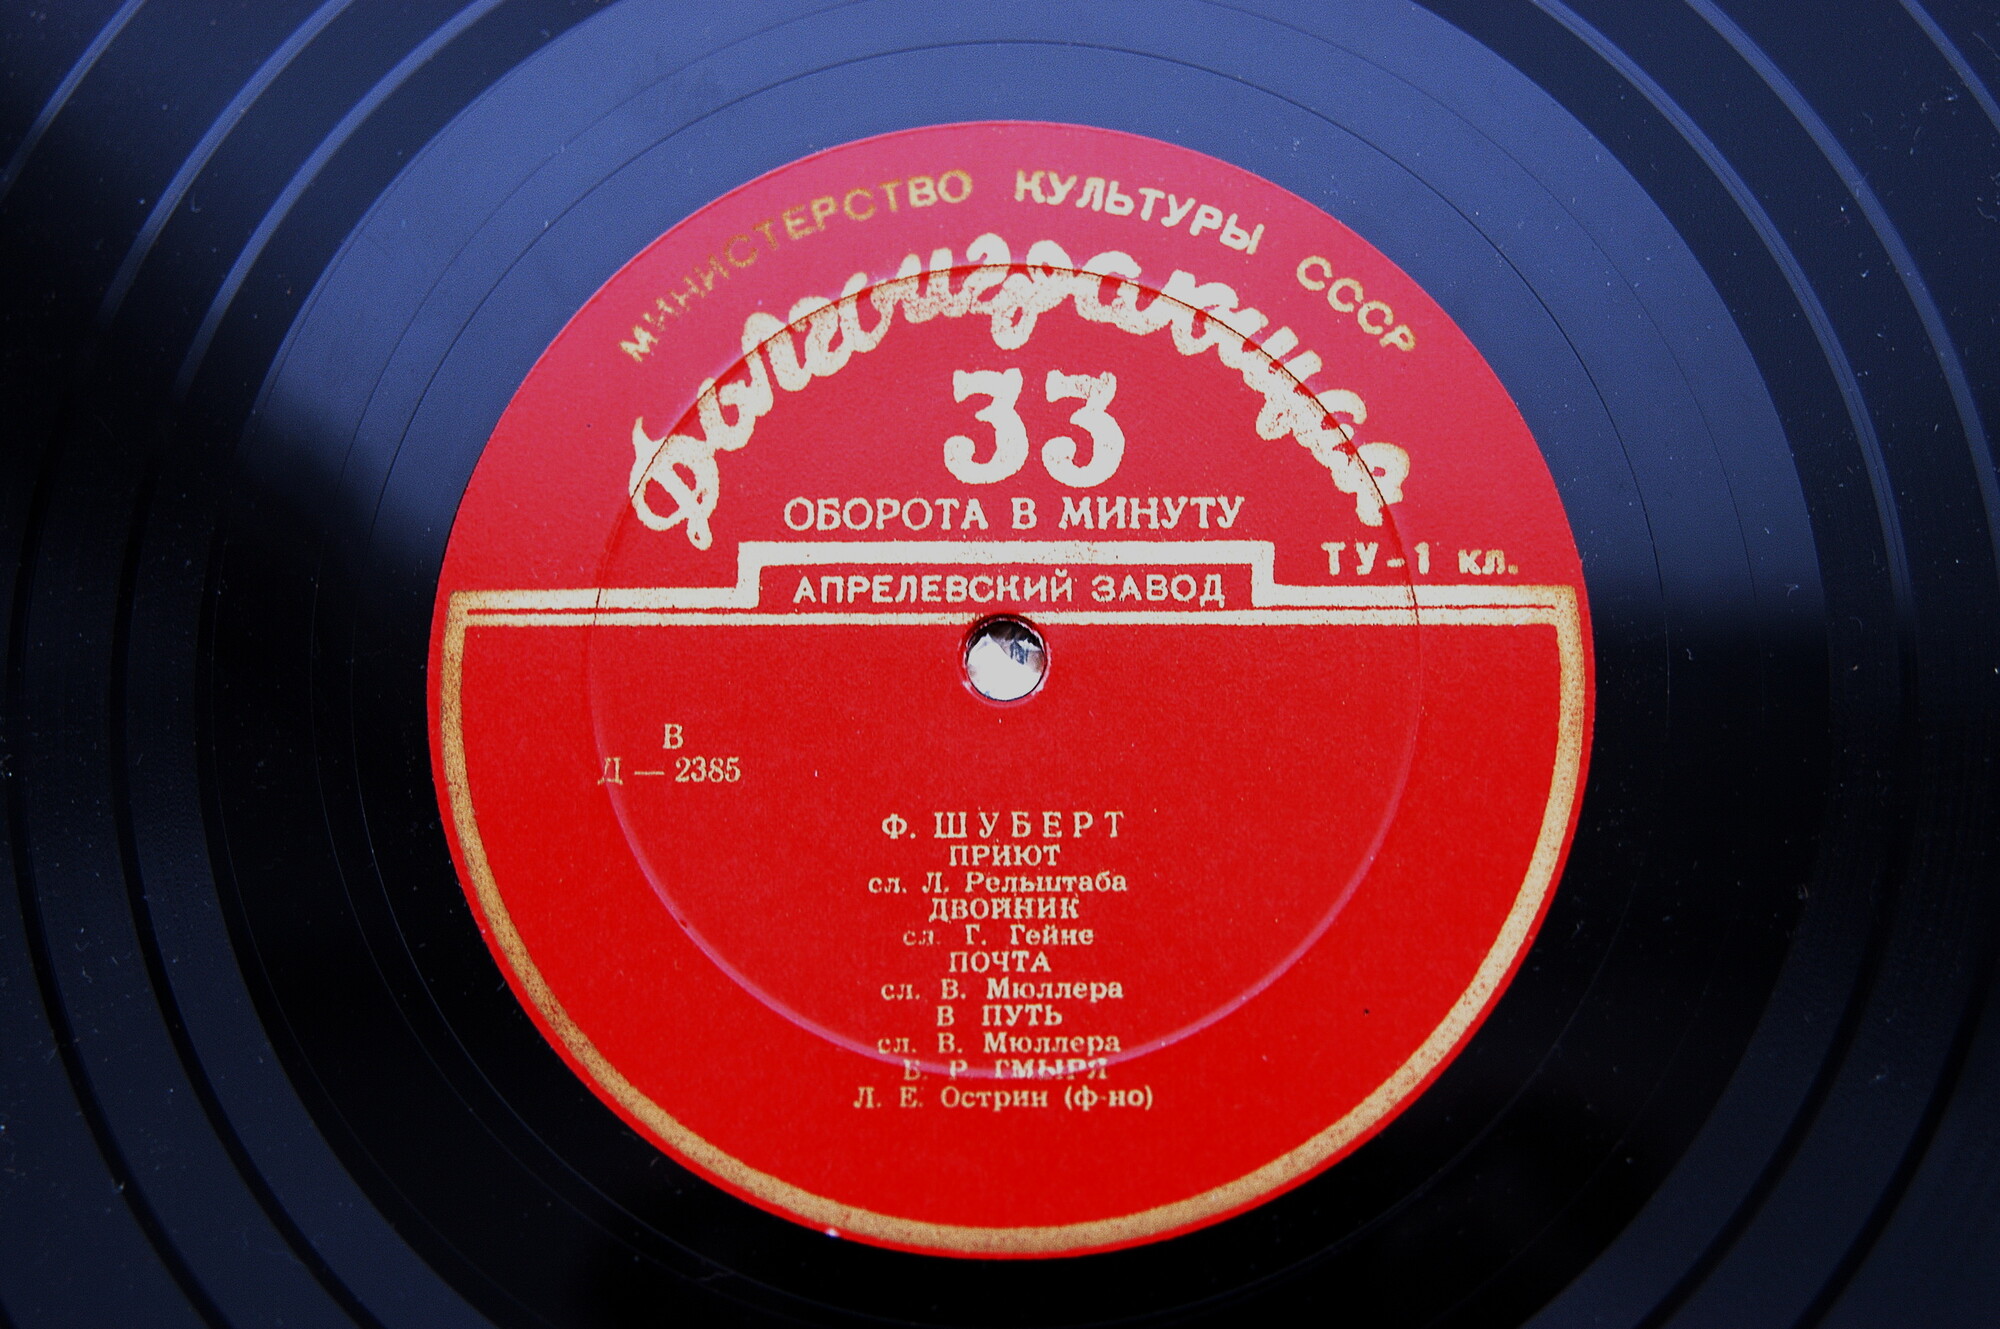 МИНИСТЕРСТВО КУЛЬТУРЫ СССР
Долгоиграющая
33
ОБОРОТА В МИНУТУ
ТУ-1 кл.
АПРЕЛЕВСКИЙ ЗАВОД
В
Д — 2385
Ф. ШУБЕРТ
ПРИЮТ
сл. Л. Рельштаба
ДВОЙНИК
сл. Г. Гейне
ПОЧТА
сл. В. Мюллера
В ПУТЬ
сл. В. Мюллера
Б. Р. ГМЫРЯ
Л. Е. Острин (ф-но)